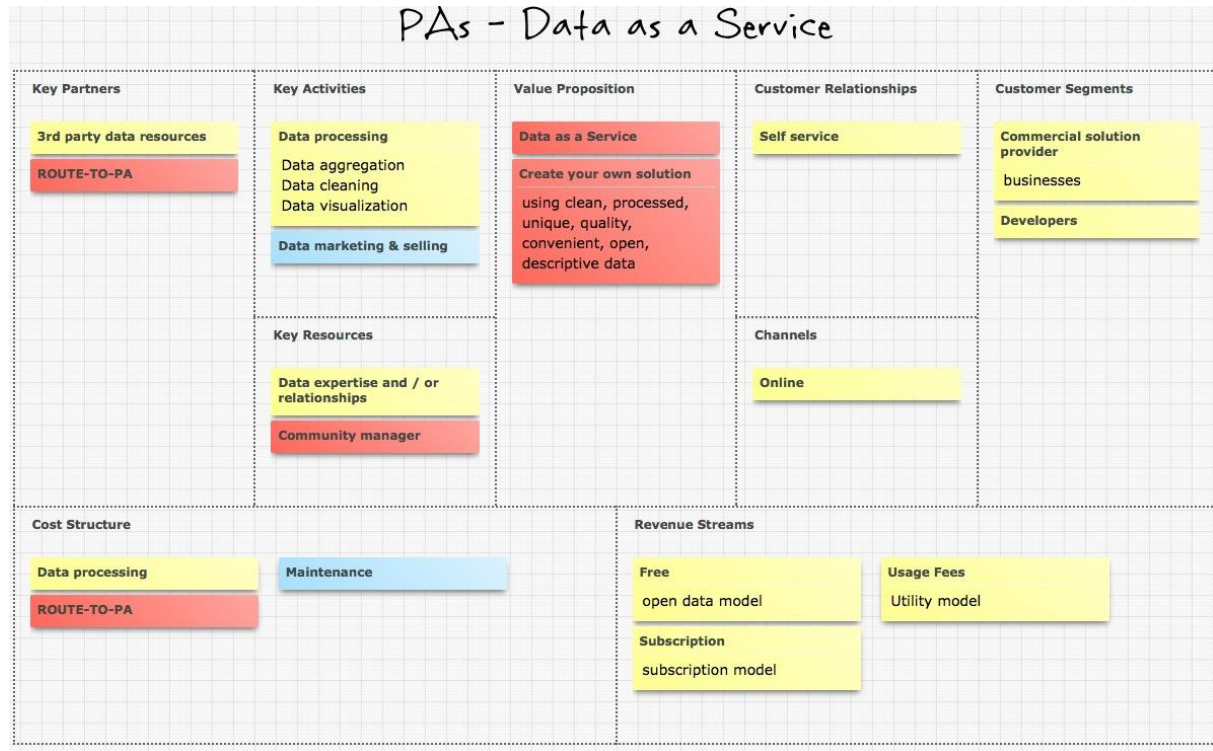 PAs - Data as a Service
Key Partners
3rd party data resources
ROUTE-TO-PA
Key Activities
Data processing
Data aggregation
Data cleaning
Data visualization
Data marketing & selling
Key Resources
Data expertise and / or
relationships
Community manager
Value Proposition
Data as a Service
Create your own solution
using clean, processed,
unique, quality,
convenient, open,
descriptive data
Customer Relationships
Self service
Channels
Online
Customer Segments
Commercial solution
provider
businesses
Developers
Cost Structure
Data processing
ROUTE-TO-PA
Maintenance
Revenue Streams
Free
open data model
Subscription
subscription model
Usage Fees
Utility model